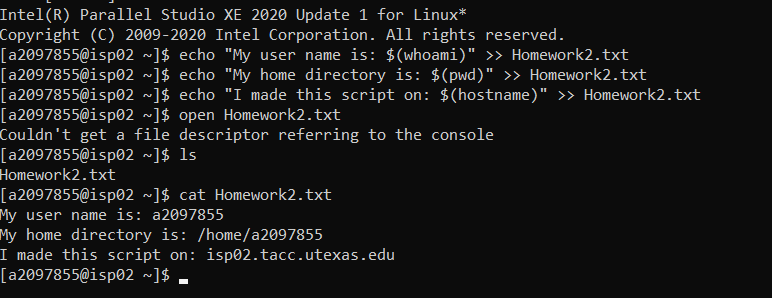 Intel(R) Parallel Studio XE 2020 Update 1 for Linux*
Copyright (C) 2009-2020 Intel Corporation. All rights reserved.
[a2097855@isp02 ~]$ echo "My user name is: $(whoami)" >> Homework2.txt
[a2097855@isp02 ~]$ echo "My home directory is: $(pwd)" >> Homework2.txt
[a2097855@isp02 ~]$ echo "I made this script on: $(hostname)" >> Homework2.txt
[a2097855@isp02 ~]$ open Homework2.txt
Couldn't get a file descriptor referring to the console
[a2097855@isp02 ~]$ ls
Homework2.txt
[a2097855@isp02 ~]$ cat Homework2.txt
My user name is: a2097855
My home directory is: /home/a2097855
I made this script on: isp02.tacc.utexas.edu
[a2097855@isp02 ~]$